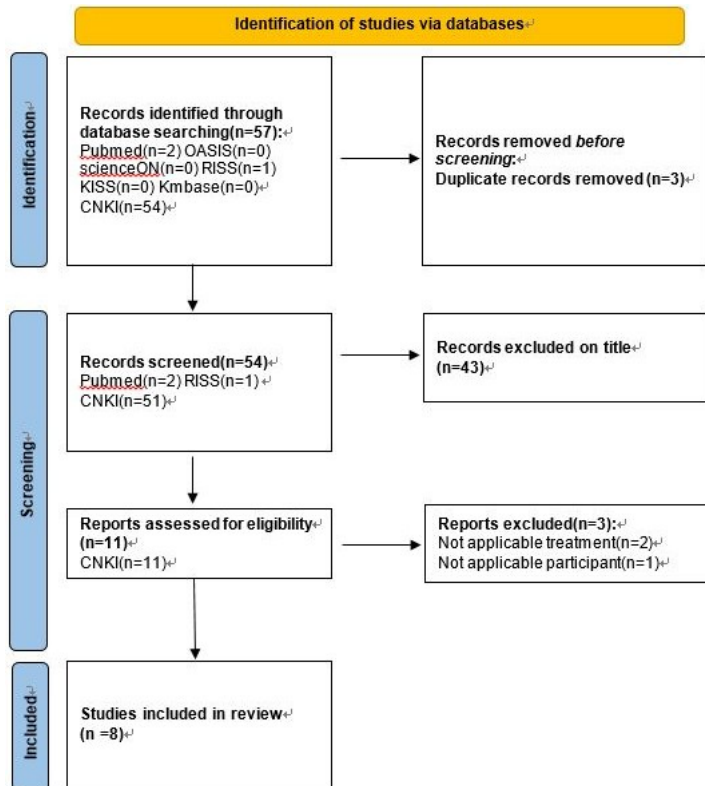 Identification of studies via databases↵
Identification↵
Records identified through
database searching(n=57):↵
Pubmed(n=2) OASIS(n=0)
scienceON(n=0) RISS(n=1)
KISS(n=0) Kmbase(n=0)↵
CNKI(n=54)↵
Records removed before
screening:↵
Duplicate records removed (n=3)↵
Screening↵
Records screened(n=54)↵
Pubmed(n=2) RISS(n=1)↵
CNKI(n=51)↵
Records excluded on title↵
(n=43)↵
Reports assessed for eligibility↵
(n=11)↵
CNKI(n=11)↵
Reports excluded(n=3):↵
Not applicable treatment(n=2)↵
Not applicable participant(n=1)↵
Included↵
Studies included in review↵
(n =8)↵